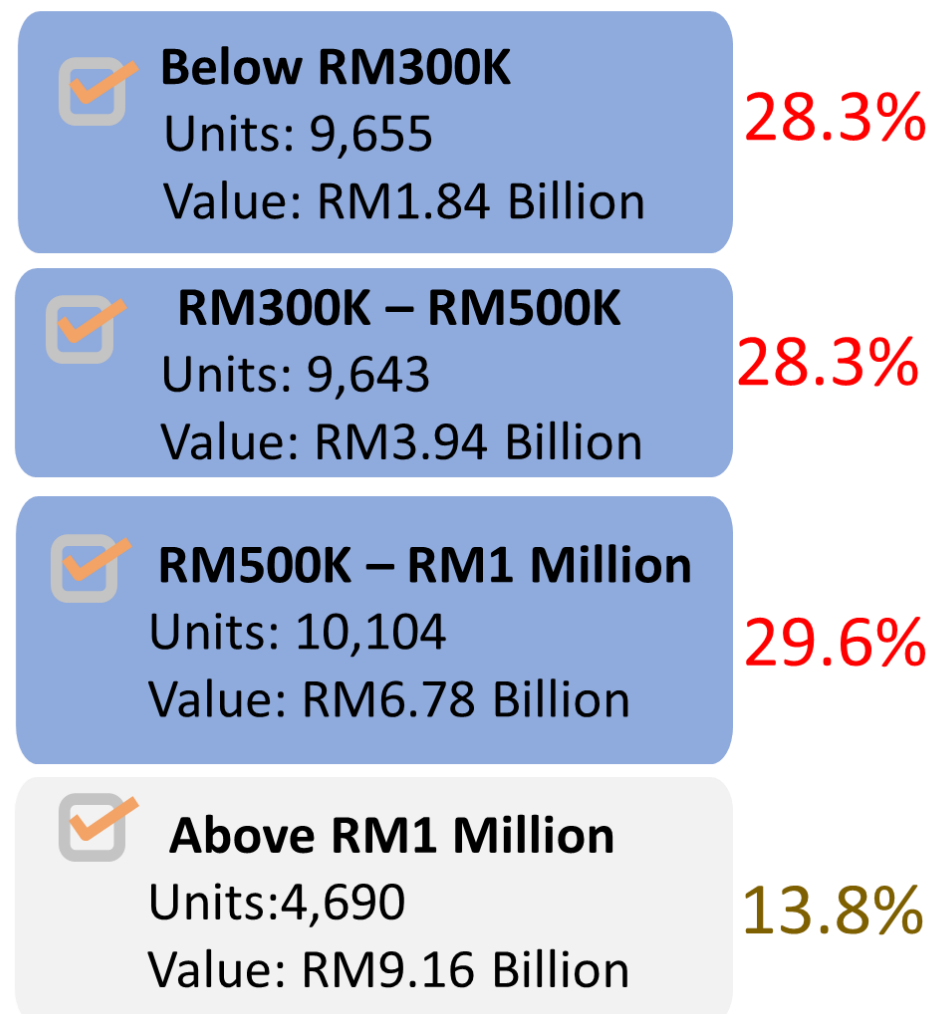 Below RM300K
Units: 9,655
Value: RM1.84 Billion
28.3%
RM300K – RM500K
Units: 9,643
Value: RM3.94 Billion
28.3%
RM500K – RM1 Million
Units: 10,104
Value: RM6.78 Billion
29.6%
Above RM1 Million
Units:4,690
Value: RM9.16 Billion
13.8%